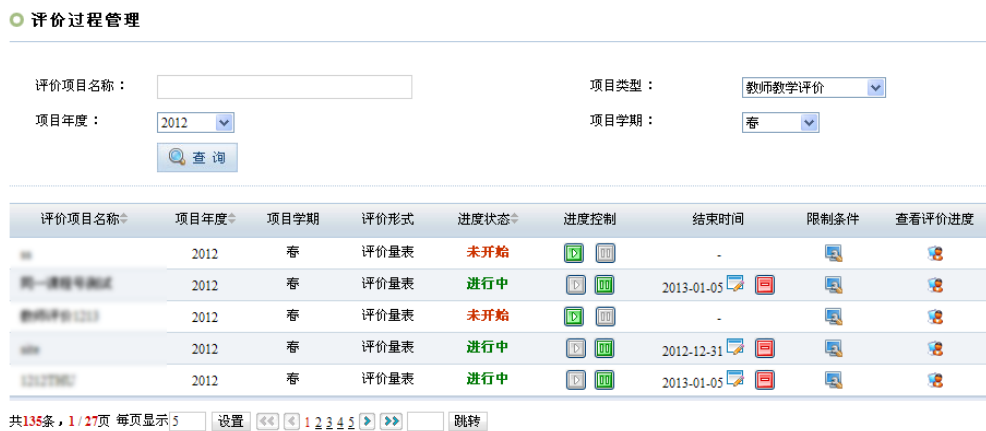 评价过程管理
评价项目名称： 项目类型： 教师教学评价
项目年度： 2012 项目学期： 春
查 询
评价项目名称 项目年度 项目学期 评价形式 进度状态 进度控制 结束时间 限制条件 查看评价进度
2012 春 评价量表 未开始 -
2012 春 评价量表 进行中 2013-01-05
2012 春 评价量表 未开始 -
2012 春 评价量表 进行中 2012-12-31
2012 春 评价量表 进行中 2013-01-05
共135条，1/27页 每页显示 5 设置 1 2 3 4 5 跳转